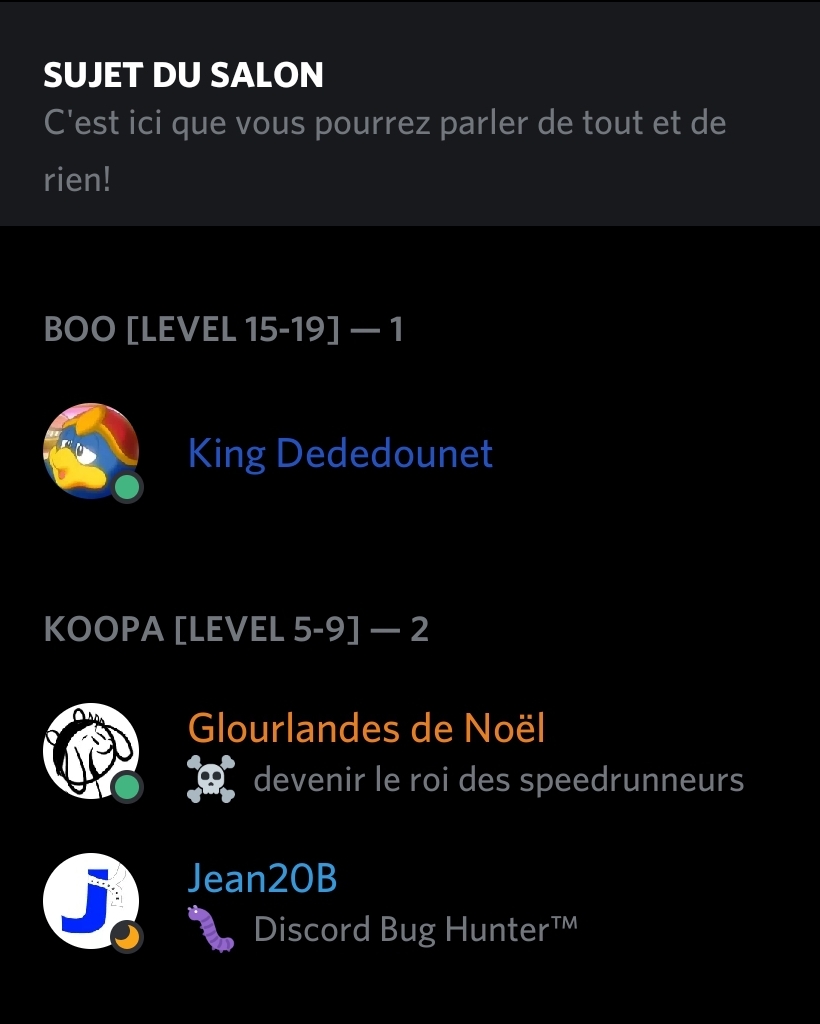 SUJET DU SALON
C'est ici que vous pourrez parler de tout et de
rien!
BOO [LEVEL 15-19] — 1
King Dededounet
KOOPA [LEVEL 5-9] — 2
Glourlandes de Noël
☠️ devenir le roi des speedrunneurs
Jean20B
🐛 Discord Bug Hunter™